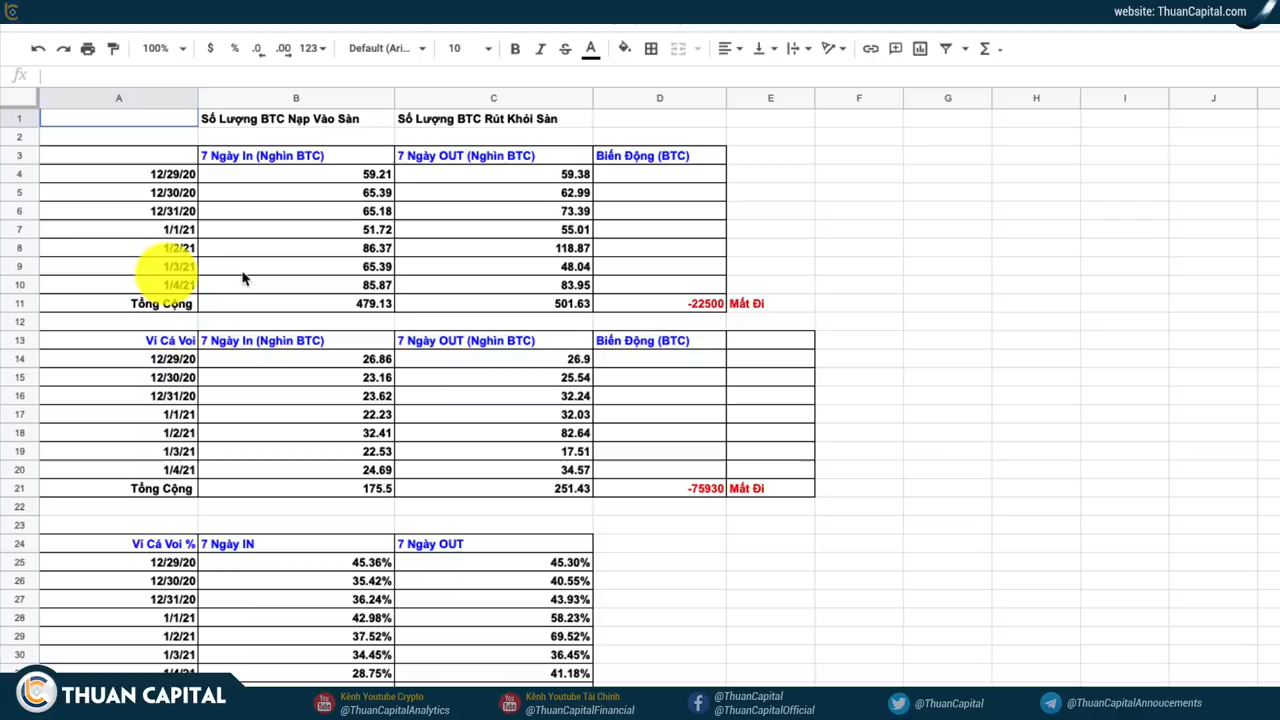 website: ThuanCapital.com
100% $ % .0 .00 123 Default (Ari... 10 B I S A Σ
fx
A B C D E F G H I J
1 Số Lượng BTC Nạp Vào Sàn Số Lượng BTC Rút Khỏi Sàn
2
3 7 Ngày In (Nghìn BTC) 7 Ngày OUT (Nghìn BTC) Biến Động (BTC)
4 12/29/20 59.21 59.38
5 12/30/20 65.39 62.99
6 12/31/20 65.18 73.39
7 1/1/21 51.72 55.01
8 1/2/21 86.37 118.87
9 1/3/21 65.39 48.04
10 1/4/21 85.87 83.95
11 Tổng Cộng 479.13 501.63 -22500 Mất Đi
12
13 Ví Cá Voi 7 Ngày In (Nghìn BTC) 7 Ngày OUT (Nghìn BTC) Biến Động (BTC)
14 12/29/20 26.86 26.9
15 12/30/20 23.16 25.54
16 12/31/20 23.62 32.24
17 1/1/21 22.23 32.03
18 1/2/21 32.41 82.64
19 1/3/21 22.53 17.51
20 1/4/21 24.69 34.57
21 Tổng Cộng 175.5 251.43 -75930 Mất Đi
22
23
24 Ví Cá Voi % 7 Ngày IN 7 Ngày OUT
25 12/29/20 45.36% 45.30%
26 12/30/20 35.42% 40.55%
27 12/31/20 36.24% 43.93%
28 1/1/21 42.98% 58.23%
29 1/2/21 37.52% 69.52%
30 1/3/21 34.45% 36.45%
1/4/21 28.75% 41.18%
THUAN CAPITAL
Kênh Youtube Crypto
@ThuanCapitalAnalytics
Kênh Youtube Tài Chính
@ThuanCapitalFinancial
@ThuanCapital
@ThuanCapitalOfficial
@ThuanCapital
@ThuanCapitalAnnoucements